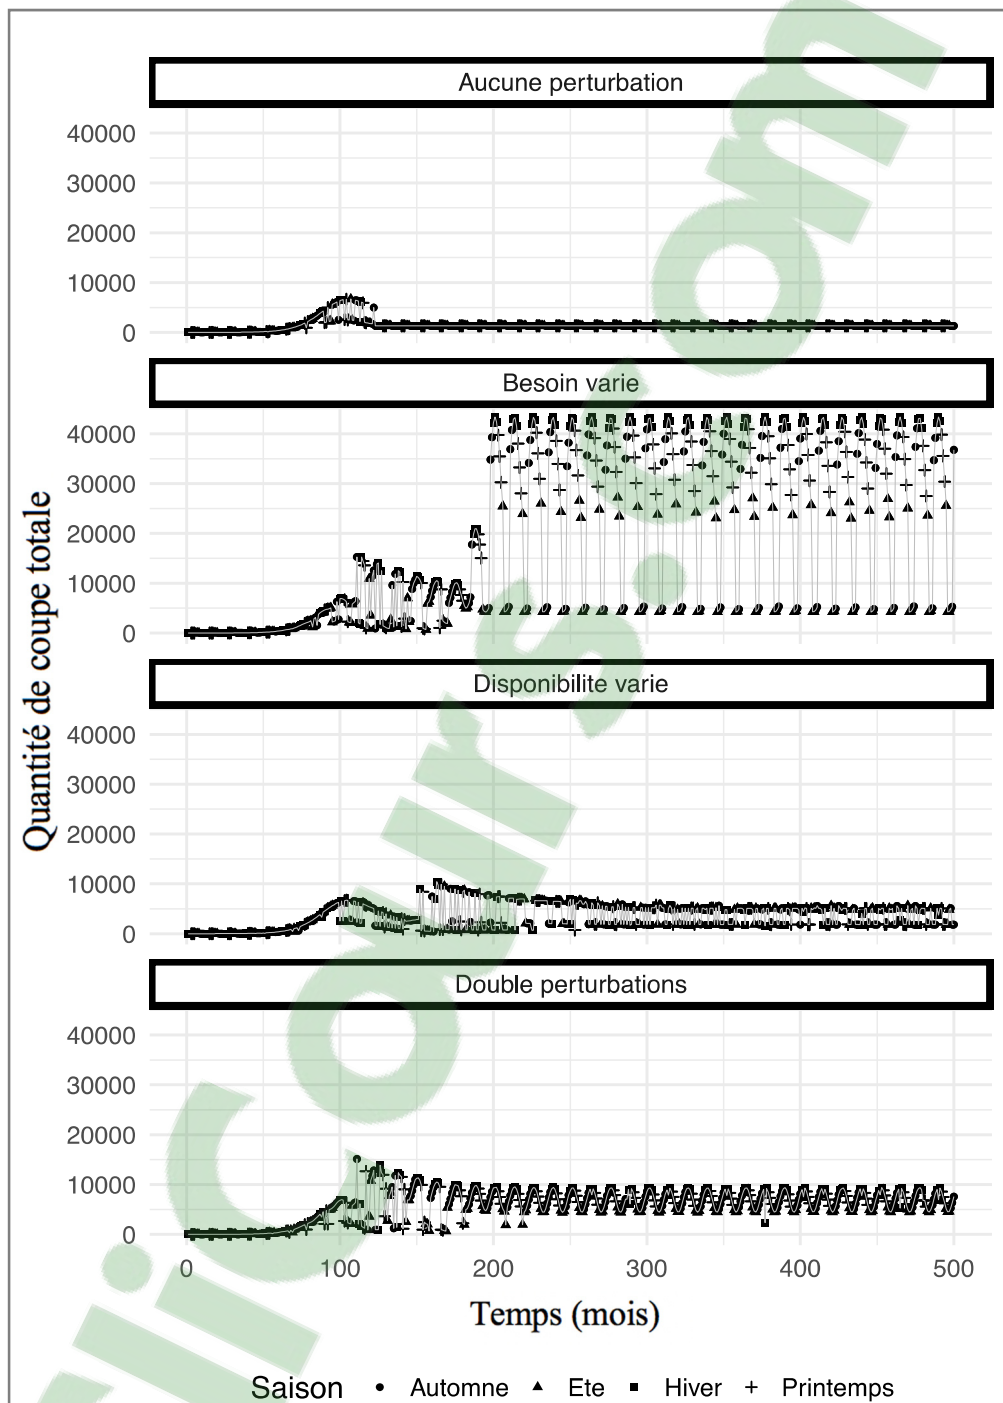 Aucune perturbation
40000
30000
20000
10000
0
Besoin varie
40000
30000
20000
10000
0
Disponibilite varie
40000
30000
20000
10000
0
Double perturbations
40000
30000
20000
10000
0
0 100 200 300 400 500
Quantité de coupe totale
Temps (mois)
Saison Automne Ete Hiver Printemps
liCours.com